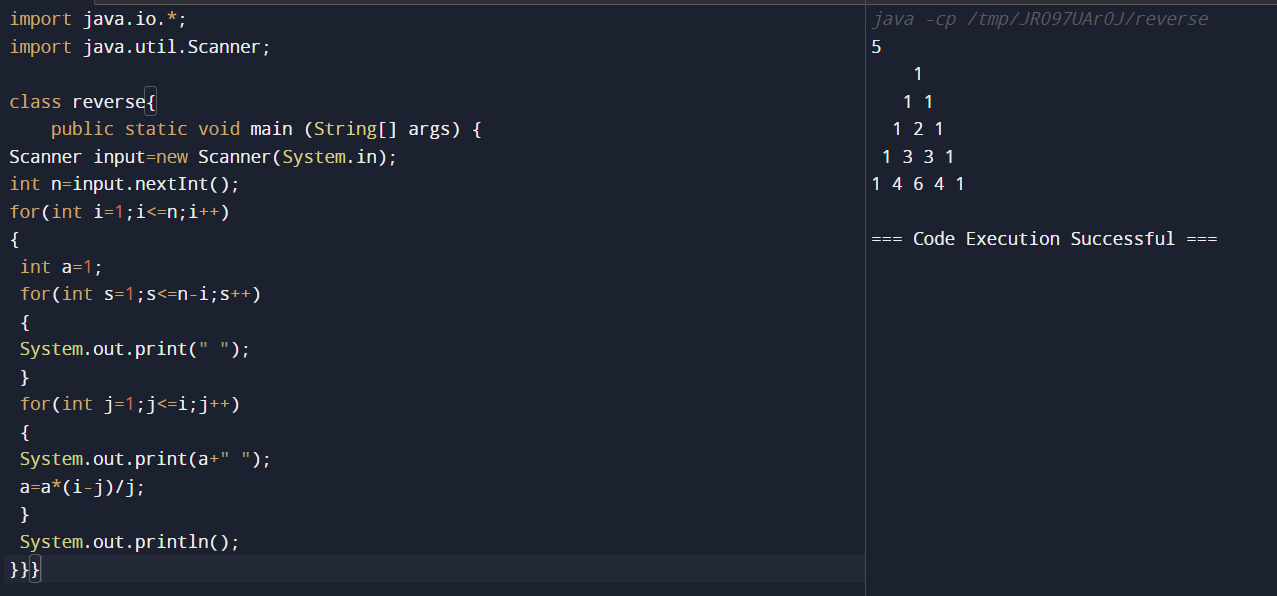 import java.io.*;
import java.util.Scanner;
class reverse{
    public static void main (String[] args) {
Scanner input=new Scanner(System.in);
int n=input.nextInt();
for(int i=1;i<=n;i++)
{
 int a=1;
 for(int s=1;s<=n-i;s++)
 {
 System.out.print(" ");
 }
 for(int j=1;j<=i;j++)
 {
 System.out.print(a+" ");
 a=a*(i-j)/j;
 }
 System.out.println();
}}}
java -cp /tmp/JRO97UArOJ/reverse
5
    1
   1 1
  1 2 1
 1 3 3 1
1 4 6 4 1
=== Code Execution Successful ===